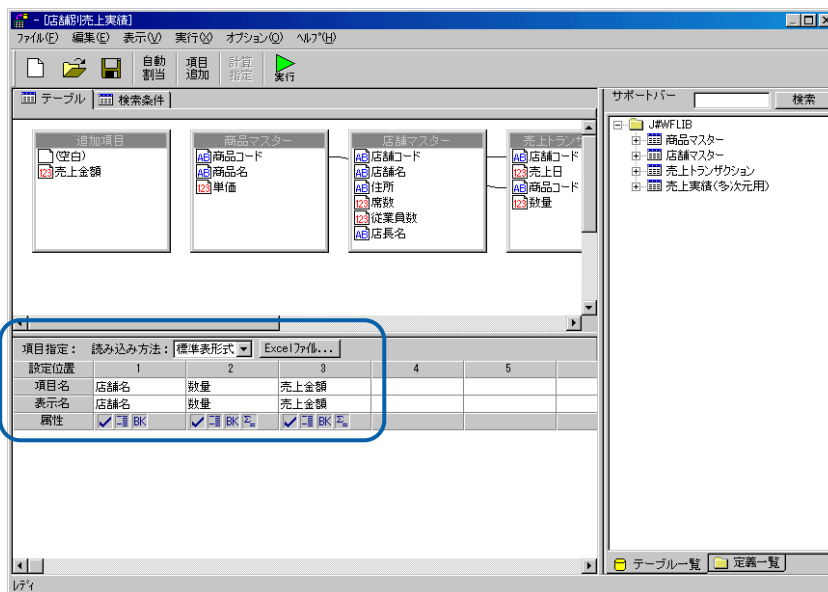 - [店舗別売上実績]
ファイル(F) 編集(E) 表示(V) 実行(X) オプション(O) ヘルプ(H)
自動割当 項目追加 計算指定 実行
テーブル 検索条件
サポートバー 検索
追加項目
(空白)
売上金額
商品マスター
商品コード
商品名
単価
店舗マスター
店舗コード
店舗名
住所
席数
従業員数
店長名
売上トランザ
店舗コード
売上日
商品コード
数量
J#WFLIB
商品マスター
店舗マスター
売上トランザクション
売上実績(多次元用)
項目指定: 読み込み方法: 標準表形式 Excelファイル...
設定位置 1 2 3 4 5
項目名 店舗名 数量 売上金額
表示名 店舗名 数量 売上金額
属性 BK BK Σ BK Σ
テーブル一覧 定義一覧
レディ